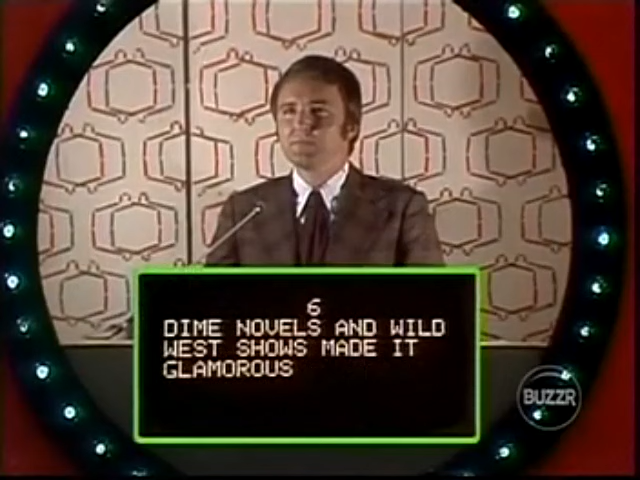 6
DIME NOVELS AND WILD
WEST SHOWS MADE IT
GLAMOROUS
BUZZR